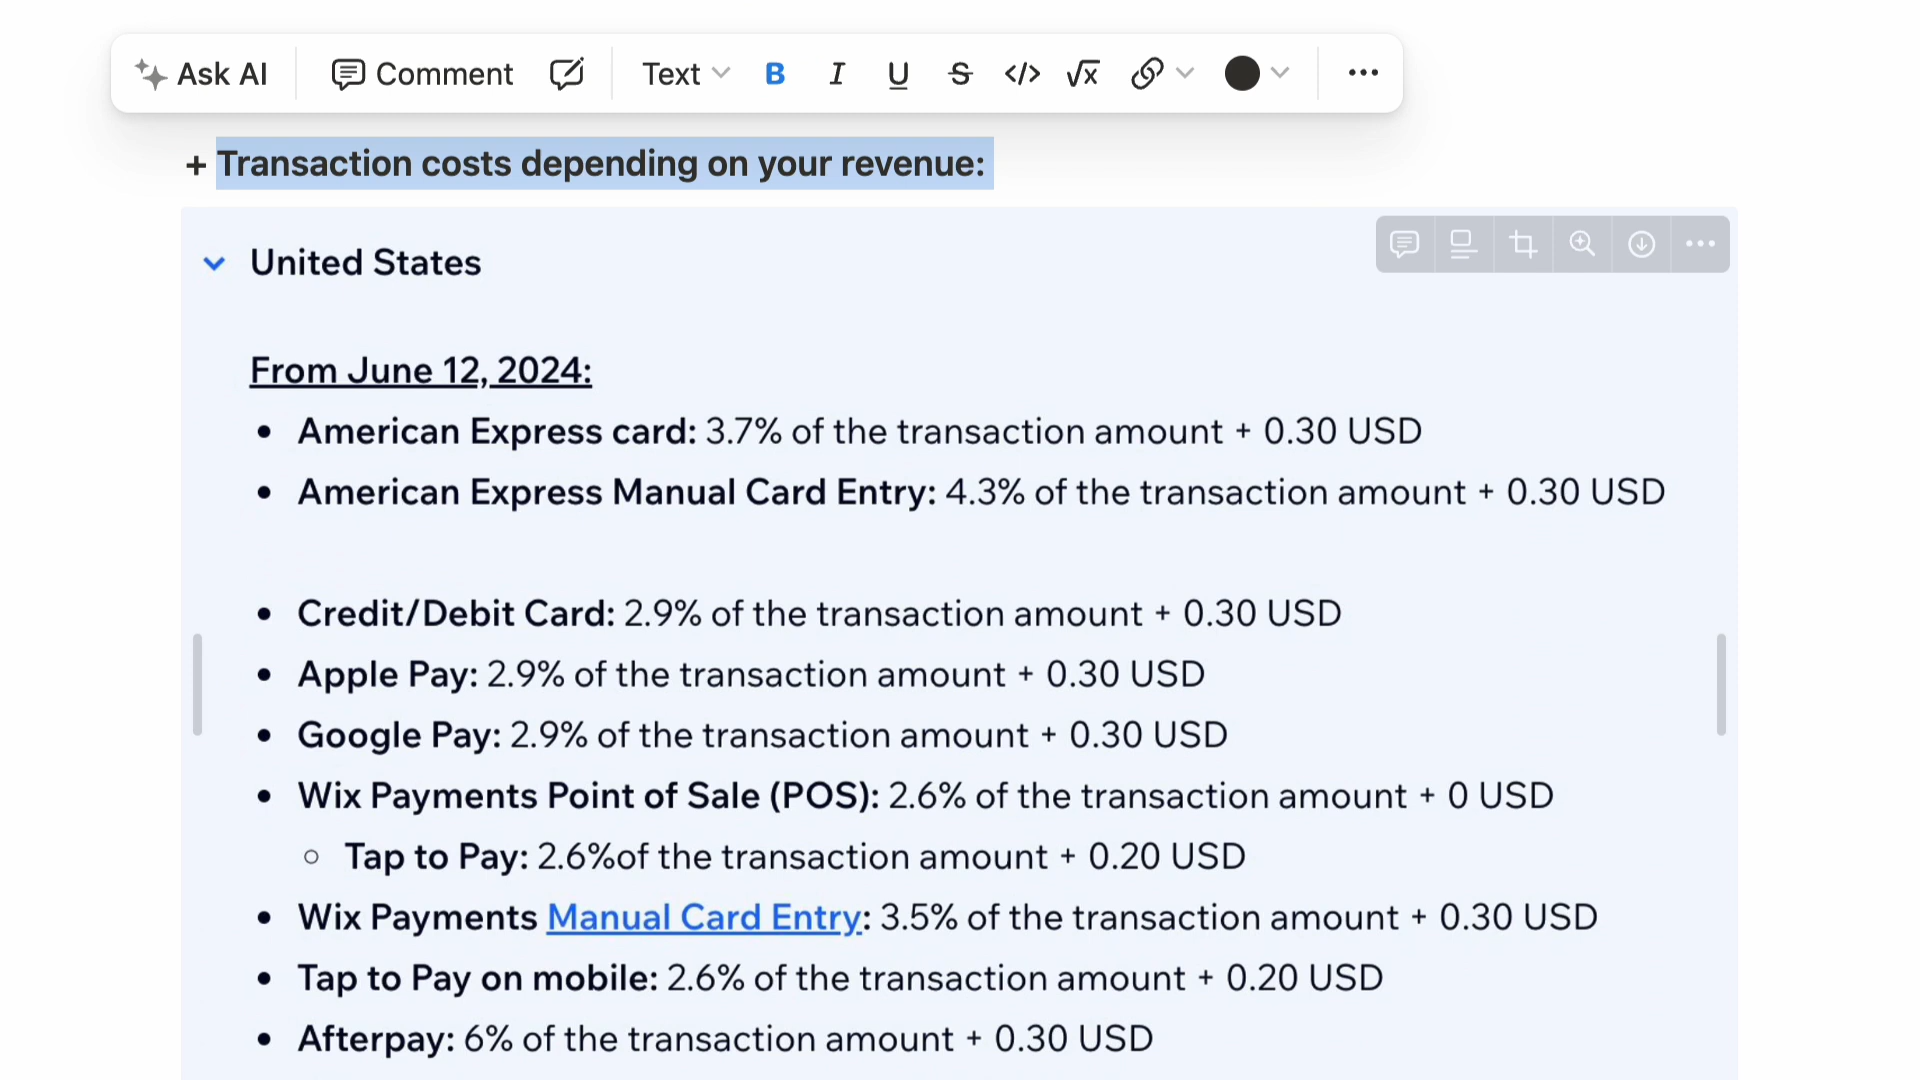 Ask AI Comment Text B I U S </> √x
+ Transaction costs depending on your revenue:
United States
From June 12, 2024:
• American Express card: 3.7% of the transaction amount + 0.30 USD
• American Express Manual Card Entry: 4.3% of the transaction amount + 0.30 USD
• Credit/Debit Card: 2.9% of the transaction amount + 0.30 USD
• Apple Pay: 2.9% of the transaction amount + 0.30 USD
• Google Pay: 2.9% of the transaction amount + 0.30 USD
• Wix Payments Point of Sale (POS): 2.6% of the transaction amount + 0 USD
○ Tap to Pay: 2.6%of the transaction amount + 0.20 USD
• Wix Payments Manual Card Entry: 3.5% of the transaction amount + 0.30 USD
• Tap to Pay on mobile: 2.6% of the transaction amount + 0.20 USD
• Afterpay: 6% of the transaction amount + 0.30 USD